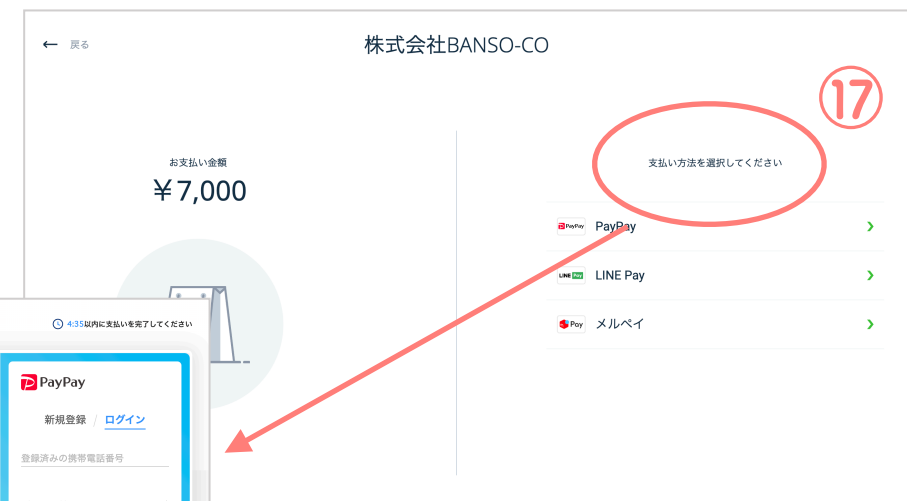 ← 戻る
株式会社BANSO-CO
⑰
お支払い金額
￥7,000
支払い方法を選択してください
PayPay PayPay
LINE Pay LINE Pay
Pay メルペイ
4:35以内に支払いを完了してください
PayPay
新規登録 / ログイン
登録済みの携帯電話番号